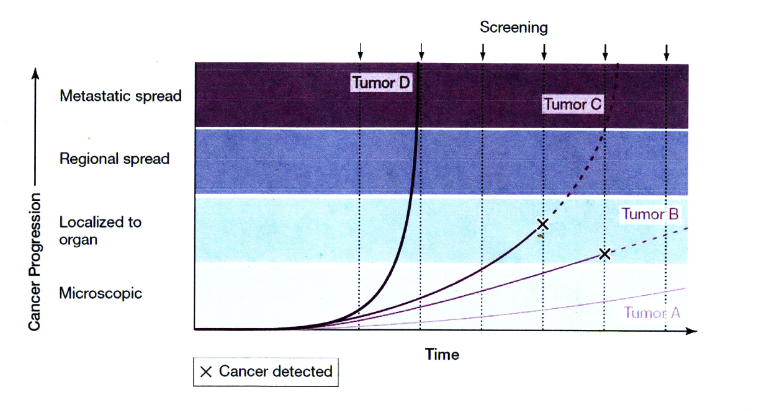 Screening
Metastatic spread
Tumor D
Tumor C
Regional spread
Localized to
organ
Tumor B
Microscopic
Tumor A
Cancer Progression
Time
× Cancer detected